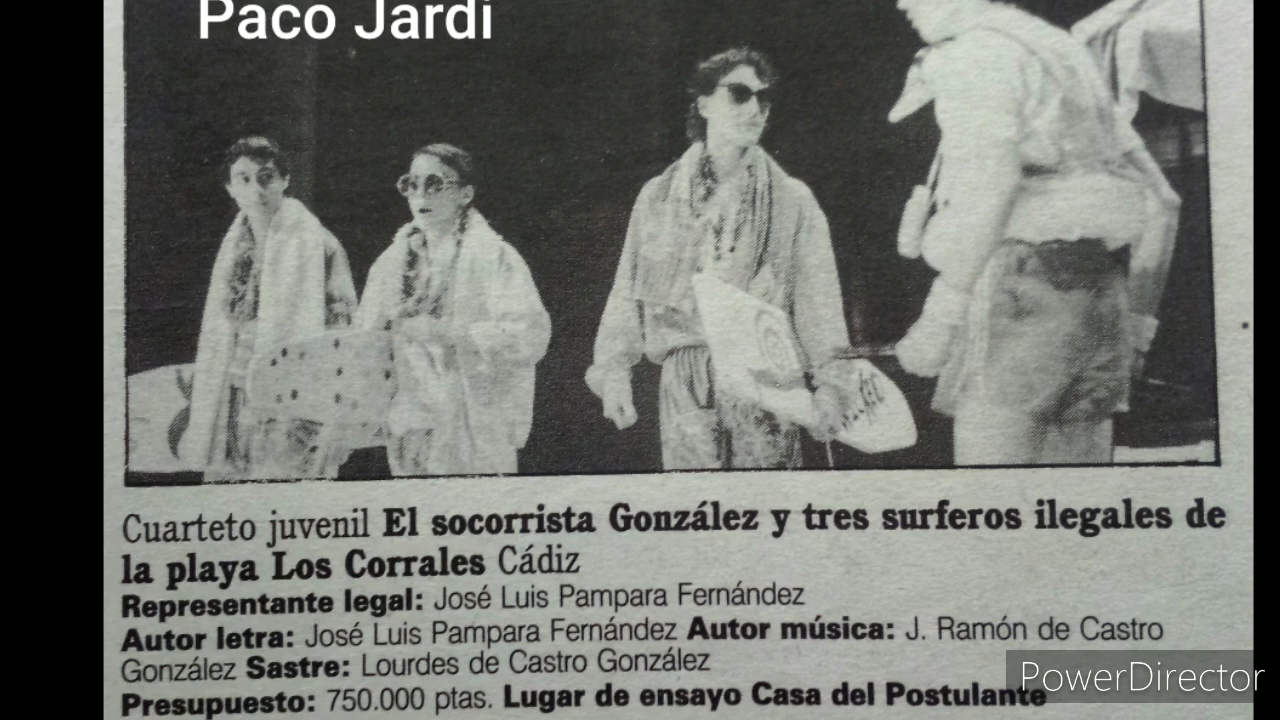 Paco Jardi
Cuarteto juvenil El socorrista González y tres surferos ilegales de
la playa Los Corrales Cádiz
Representante legal: José Luis Pampara Fernández
Autor letra: José Luis Pampara Fernández Autor música: J. Ramón de Castro
González Sastre: Lourdes de Castro González
Presupuesto: 750.000 ptas. Lugar de ensayo Casa del Postulante
PowerDirector